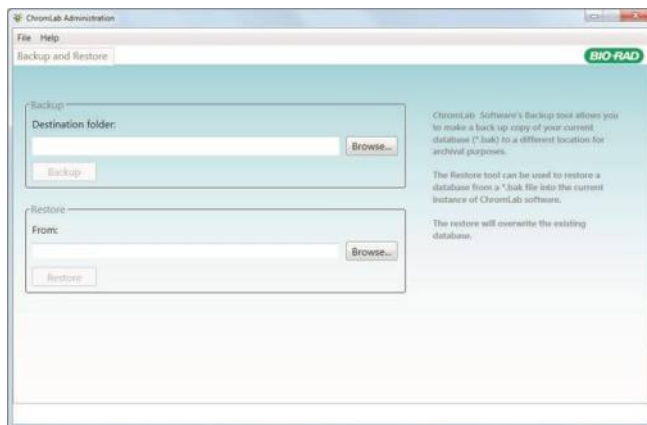 ChromLab Administration
File Help
Backup and Restore
BIO-RAD
Backup
Destination folder:
Browse...
Backup
ChromLab Software's Backup tool allows you
to make a back up copy of your current
database (*.bak) to a different location for
archival purposes.
The Restore tool can be used to restore a
database from a *.bak file into the current
instance of ChromLab software.
The restore will overwrite the existing
database.
Restore
From:
Browse...
Restore